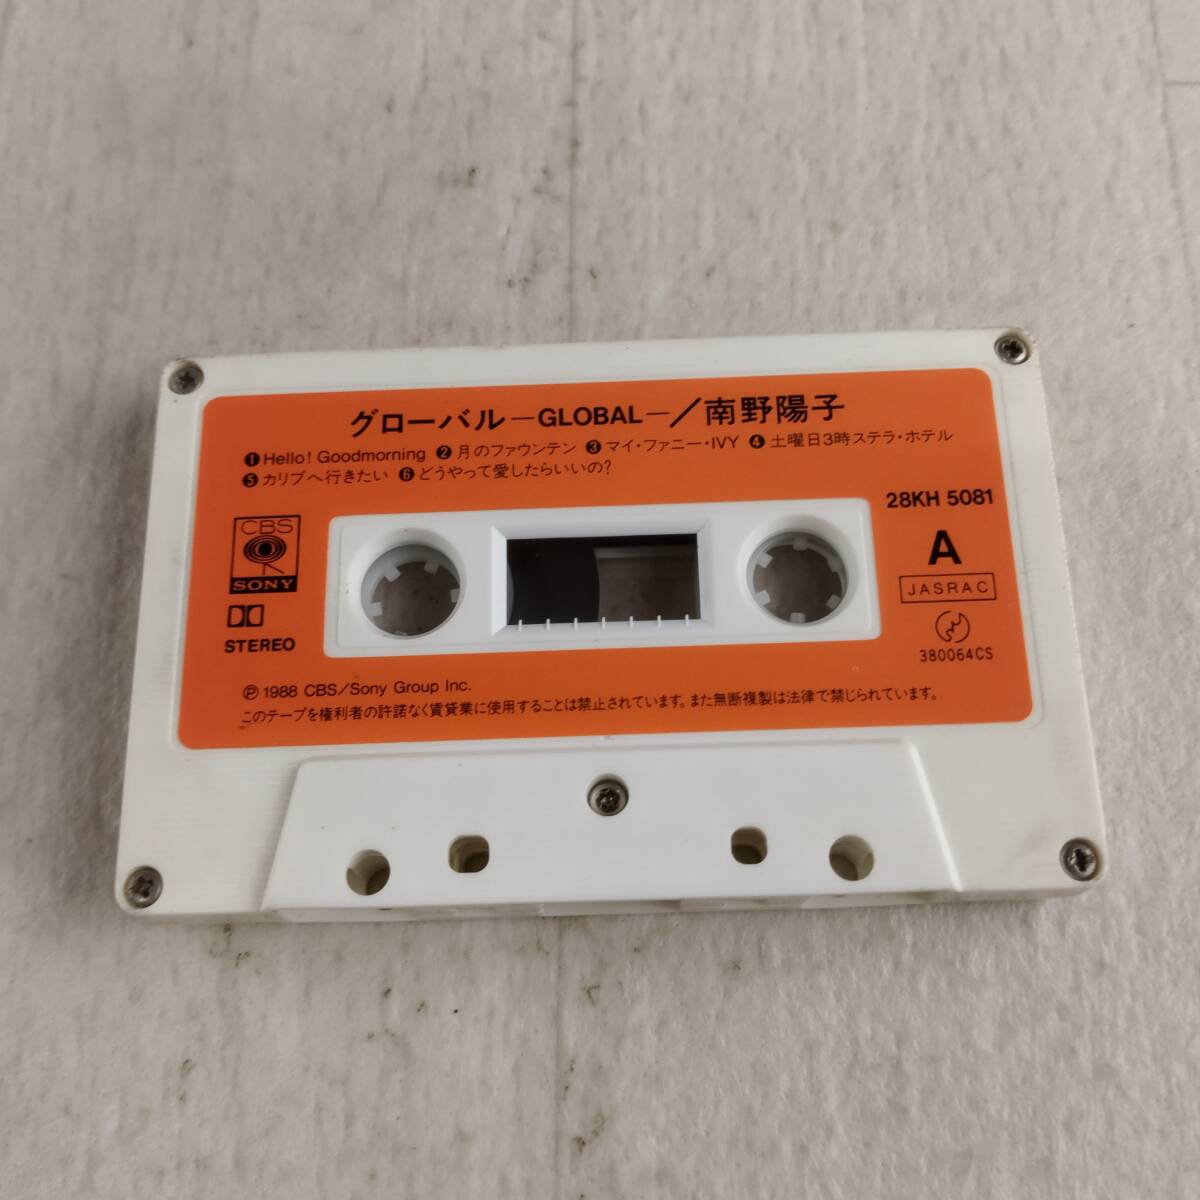 グローバル－GLOBAL－／南野陽子
❶Hello! Goodmorning ❷月のファウンテン ❸マイ・ファニー・IVY ❹土曜日3時ステラ・ホテル
❺カリブへ行きたい ❻どうやって愛したらいいの?
28KH 5081
CBS
SONY
A
JASRAC
STEREO
380064CS
Ⓟ1988 CBS/Sony Group Inc.
このテープを権利者の許諾なく賃貸業に使用することは禁止されています。また無断複製は法律で禁じられています。